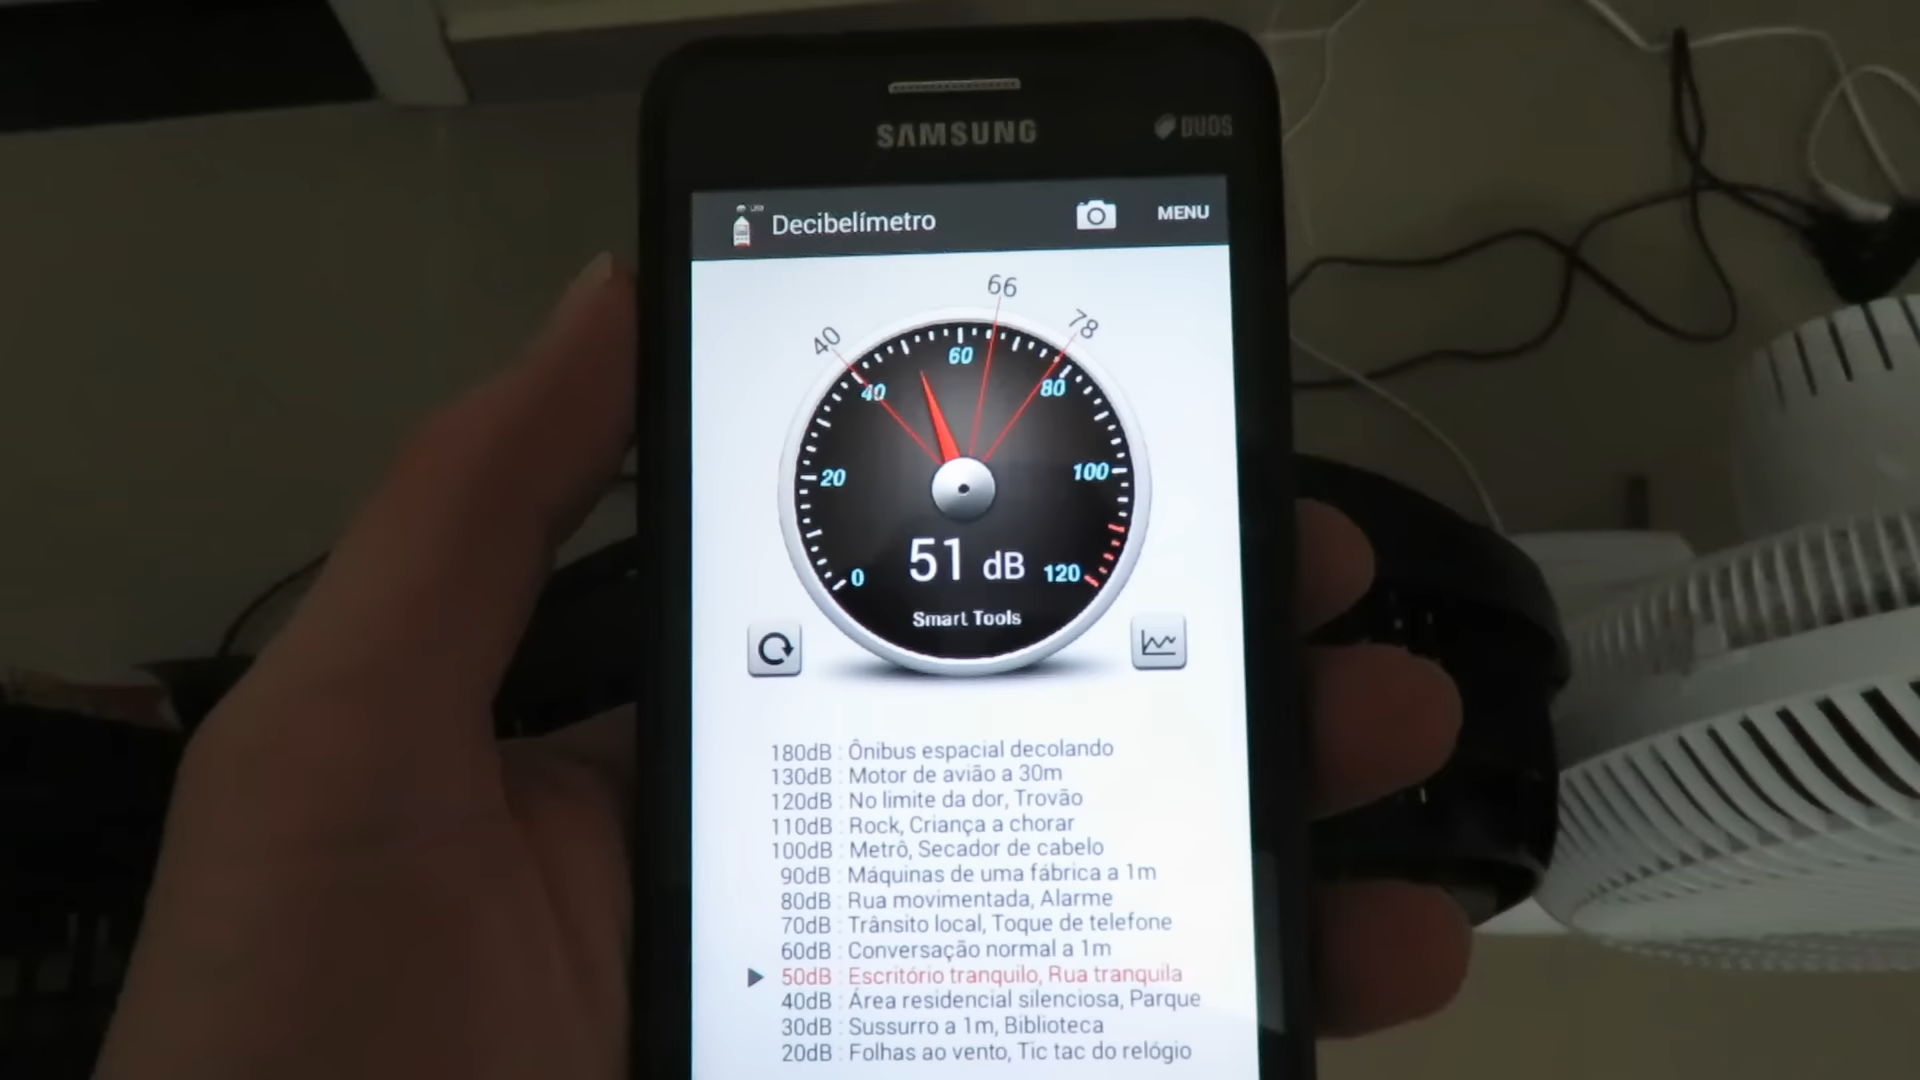 SAMSUNG
DUOS
Decibelímetro
MENU
40
66
78
0
20
40
60
80
100
120
51 dB
Smart Tools
180dB : Ônibus espacial decolando
130dB : Motor de avião a 30m
120dB : No limite da dor, Trovão
110dB : Rock, Criança a chorar
100dB : Metrô, Secador de cabelo
90dB : Máquinas de uma fábrica a 1m
80dB : Rua movimentada, Alarme
70dB : Trânsito local, Toque de telefone
60dB : Conversação normal a 1m
50dB : Escritório tranquilo, Rua tranquila
40dB : Área residencial silenciosa, Parque
30dB : Sussurro a 1m, Biblioteca
20dB : Folhas ao vento, Tic tac do relógio